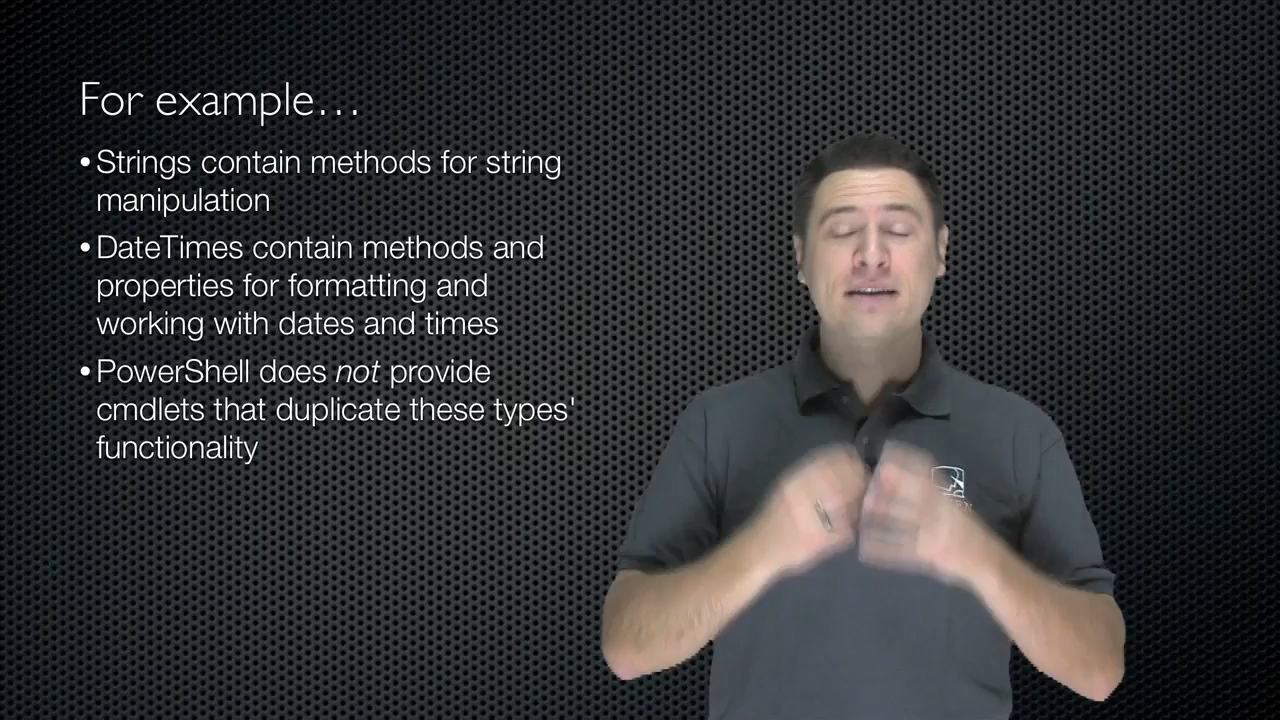 For example…
• Strings contain methods for string
manipulation
• DateTimes contain methods and
properties for formatting and
working with dates and times
• PowerShell does not provide
cmdlets that duplicate these types'
functionality